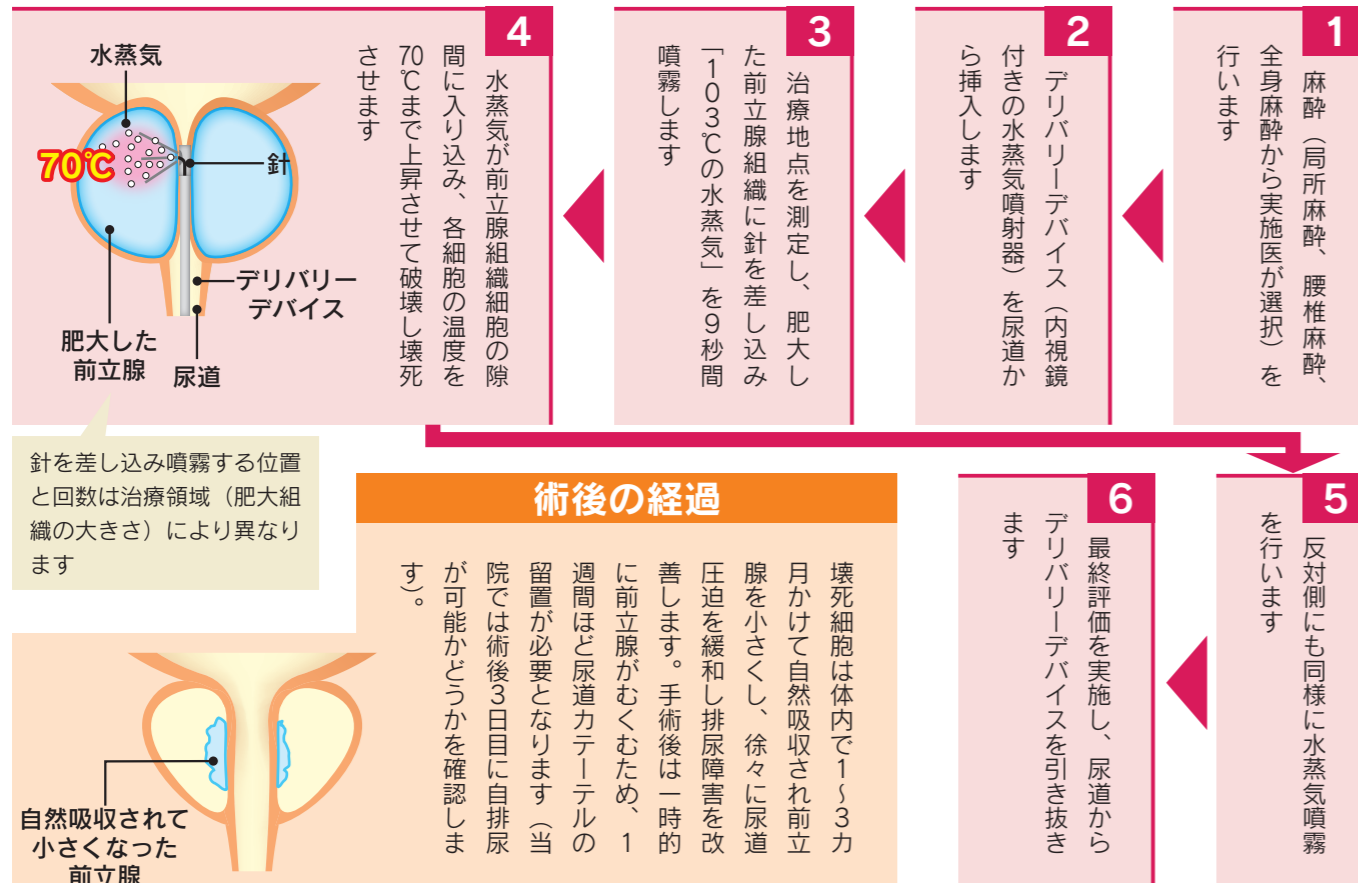 1
麻酔（局所麻酔、腰椎麻酔、
全身麻酔から実施医が選択）を
行います
2
デリバリーデバイス（内視鏡
付きの水蒸気噴射器）を尿道か
ら挿入します
3
治療地点を測定し、肥大し
た前立腺組織に針を差し込み
「103℃の水蒸気」を9秒間
噴霧します
4
水蒸気が前立腺組織細胞の隙
間に入り込み、各細胞の温度を
70℃まで上昇させて破壊し壊死
させます
水蒸気
70℃
針
デリバリー
デバイス
肥大した
前立腺
尿道
針を差し込み噴霧する位置
と回数は治療領域（肥大組
織の大きさ）により異なり
ます
5
反対側にも同様に水蒸気噴霧
を行います
6
最終評価を実施し、尿道から
デリバリーデバイスを引き抜き
ます
術後の経過
壊死細胞は体内で1〜3カ
月かけて自然吸収され前立
腺を小さくし、徐々に尿道
圧迫を緩和し排尿障害を改
善します。手術後は一時的
に前立腺がむくむため、1
週間ほど尿道カテーテルの
留置が必要となります（当
院では術後3日目に自排尿
が可能かどうかを確認しま
す）。
自然吸収されて
小さくなった
前立腺